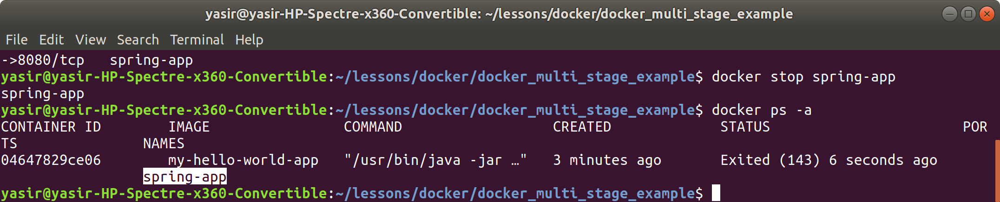 yasir@yasir-HP-Spectre-x360-Convertible: ~/lessons/docker/docker_multi_stage_example
File Edit View Search Terminal Help
->8080/tcp   spring-app
yasir@yasir-HP-Spectre-x360-Convertible:~/lessons/docker/docker_multi_stage_example$ docker stop spring-app
spring-app
yasir@yasir-HP-Spectre-x360-Convertible:~/lessons/docker/docker_multi_stage_example$ docker ps -a
CONTAINER ID        IMAGE                COMMAND                  CREATED             STATUS                       POR
TS               NAMES
04647829ce06        my-hello-world-app   "/usr/bin/java -jar …"   3 minutes ago       Exited (143) 6 seconds ago
                 spring-app
yasir@yasir-HP-Spectre-x360-Convertible:~/lessons/docker/docker_multi_stage_example$